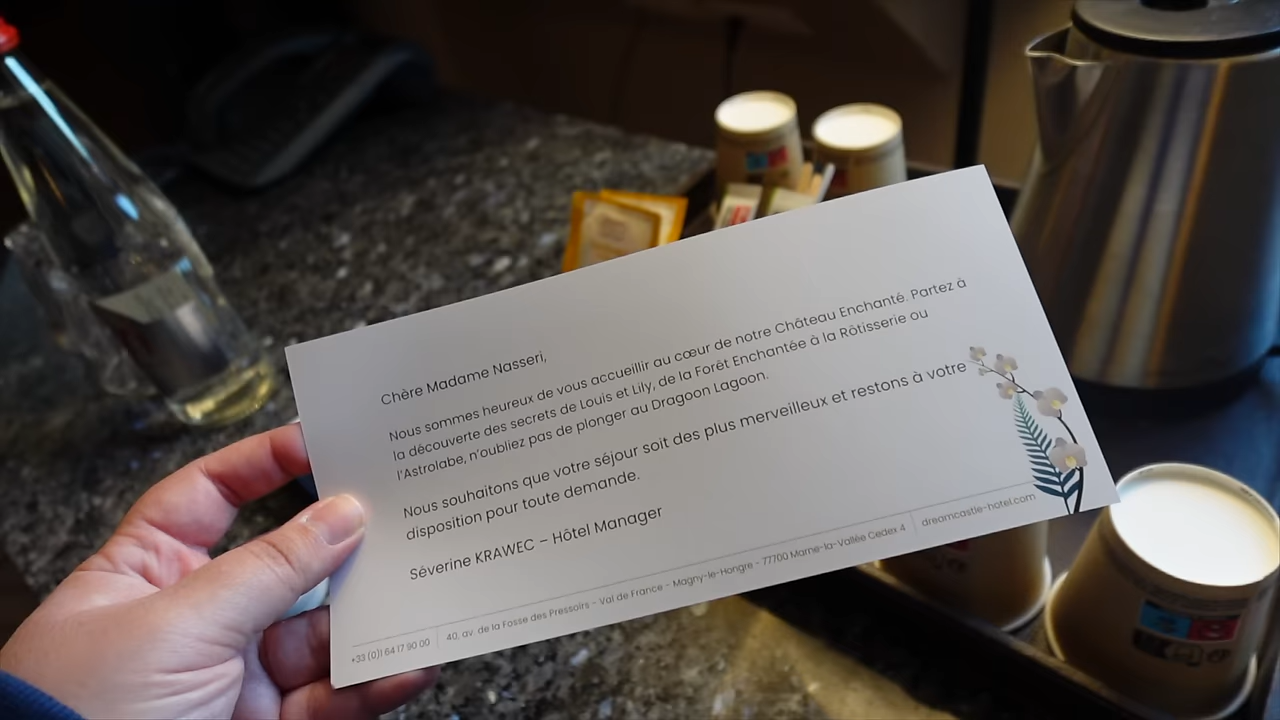 Chère Madame Nasseri,
Nous sommes heureux de vous accueillir au cœur de notre Château Enchanté. Partez à
la découverte des secrets de Louis et Lily, de la Forêt Enchantée à la Rôtisserie ou
l'Astrolabe, n'oubliez pas de plonger au Dragoon Lagoon.
Nous souhaitons que votre séjour soit des plus merveilleux et restons à votre
disposition pour toute demande.
Séverine KRAWEC – Hôtel Manager
+33 (0)1 64 17 90 00
40, av. de la Fosse des Pressoirs - Val de France - Magny-le-Hongre - 77700 Marne-la-Vallée Cedex 4
dreamcastle-hotel.com